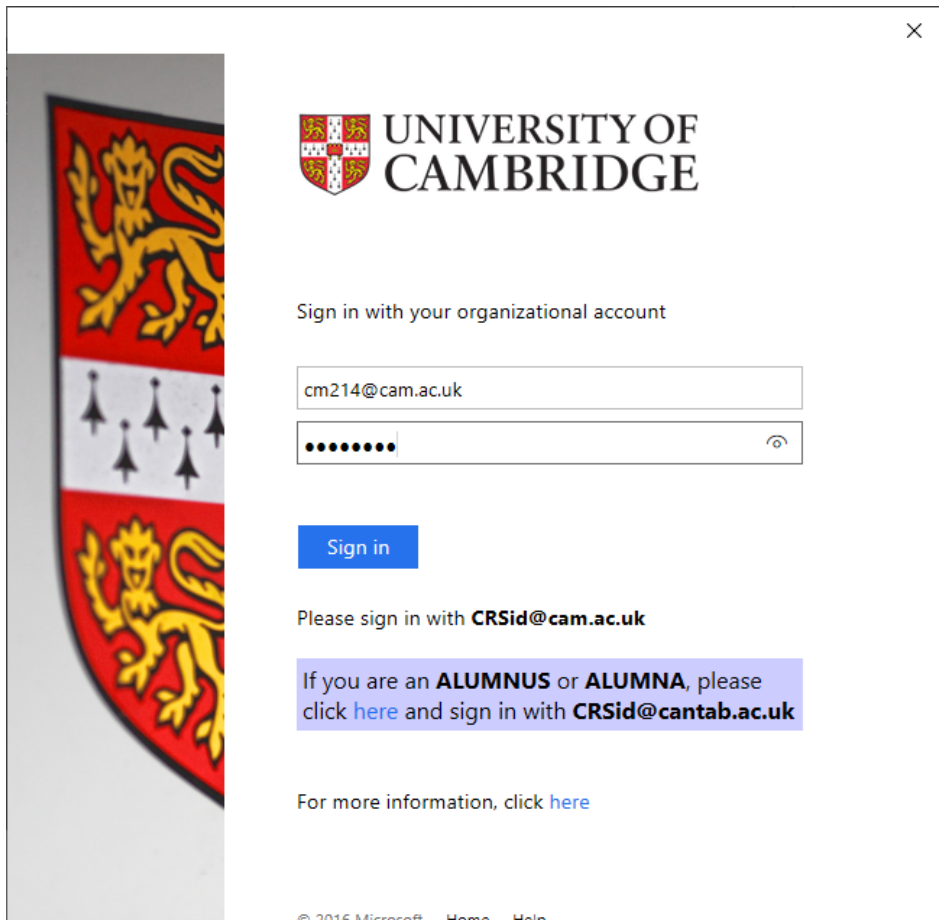 UNIVERSITY OF
CAMBRIDGE
Sign in with your organizational account
cm214@cam.ac.uk
Sign in
Please sign in with CRSid@cam.ac.uk
If you are an ALUMNUS or ALUMNA, please
click here and sign in with CRSid@cantab.ac.uk
For more information, click here
© 2016 Microsoft Home Help